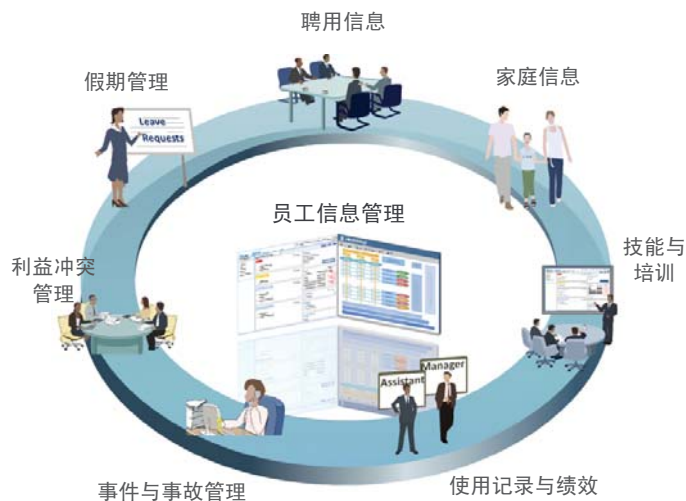 聘用信息
假期管理
家庭信息
Leave
Requests
员工信息管理
技能与
培训
利益冲突
管理
Assistant
Manager
事件与事故管理
使用记录与绩效